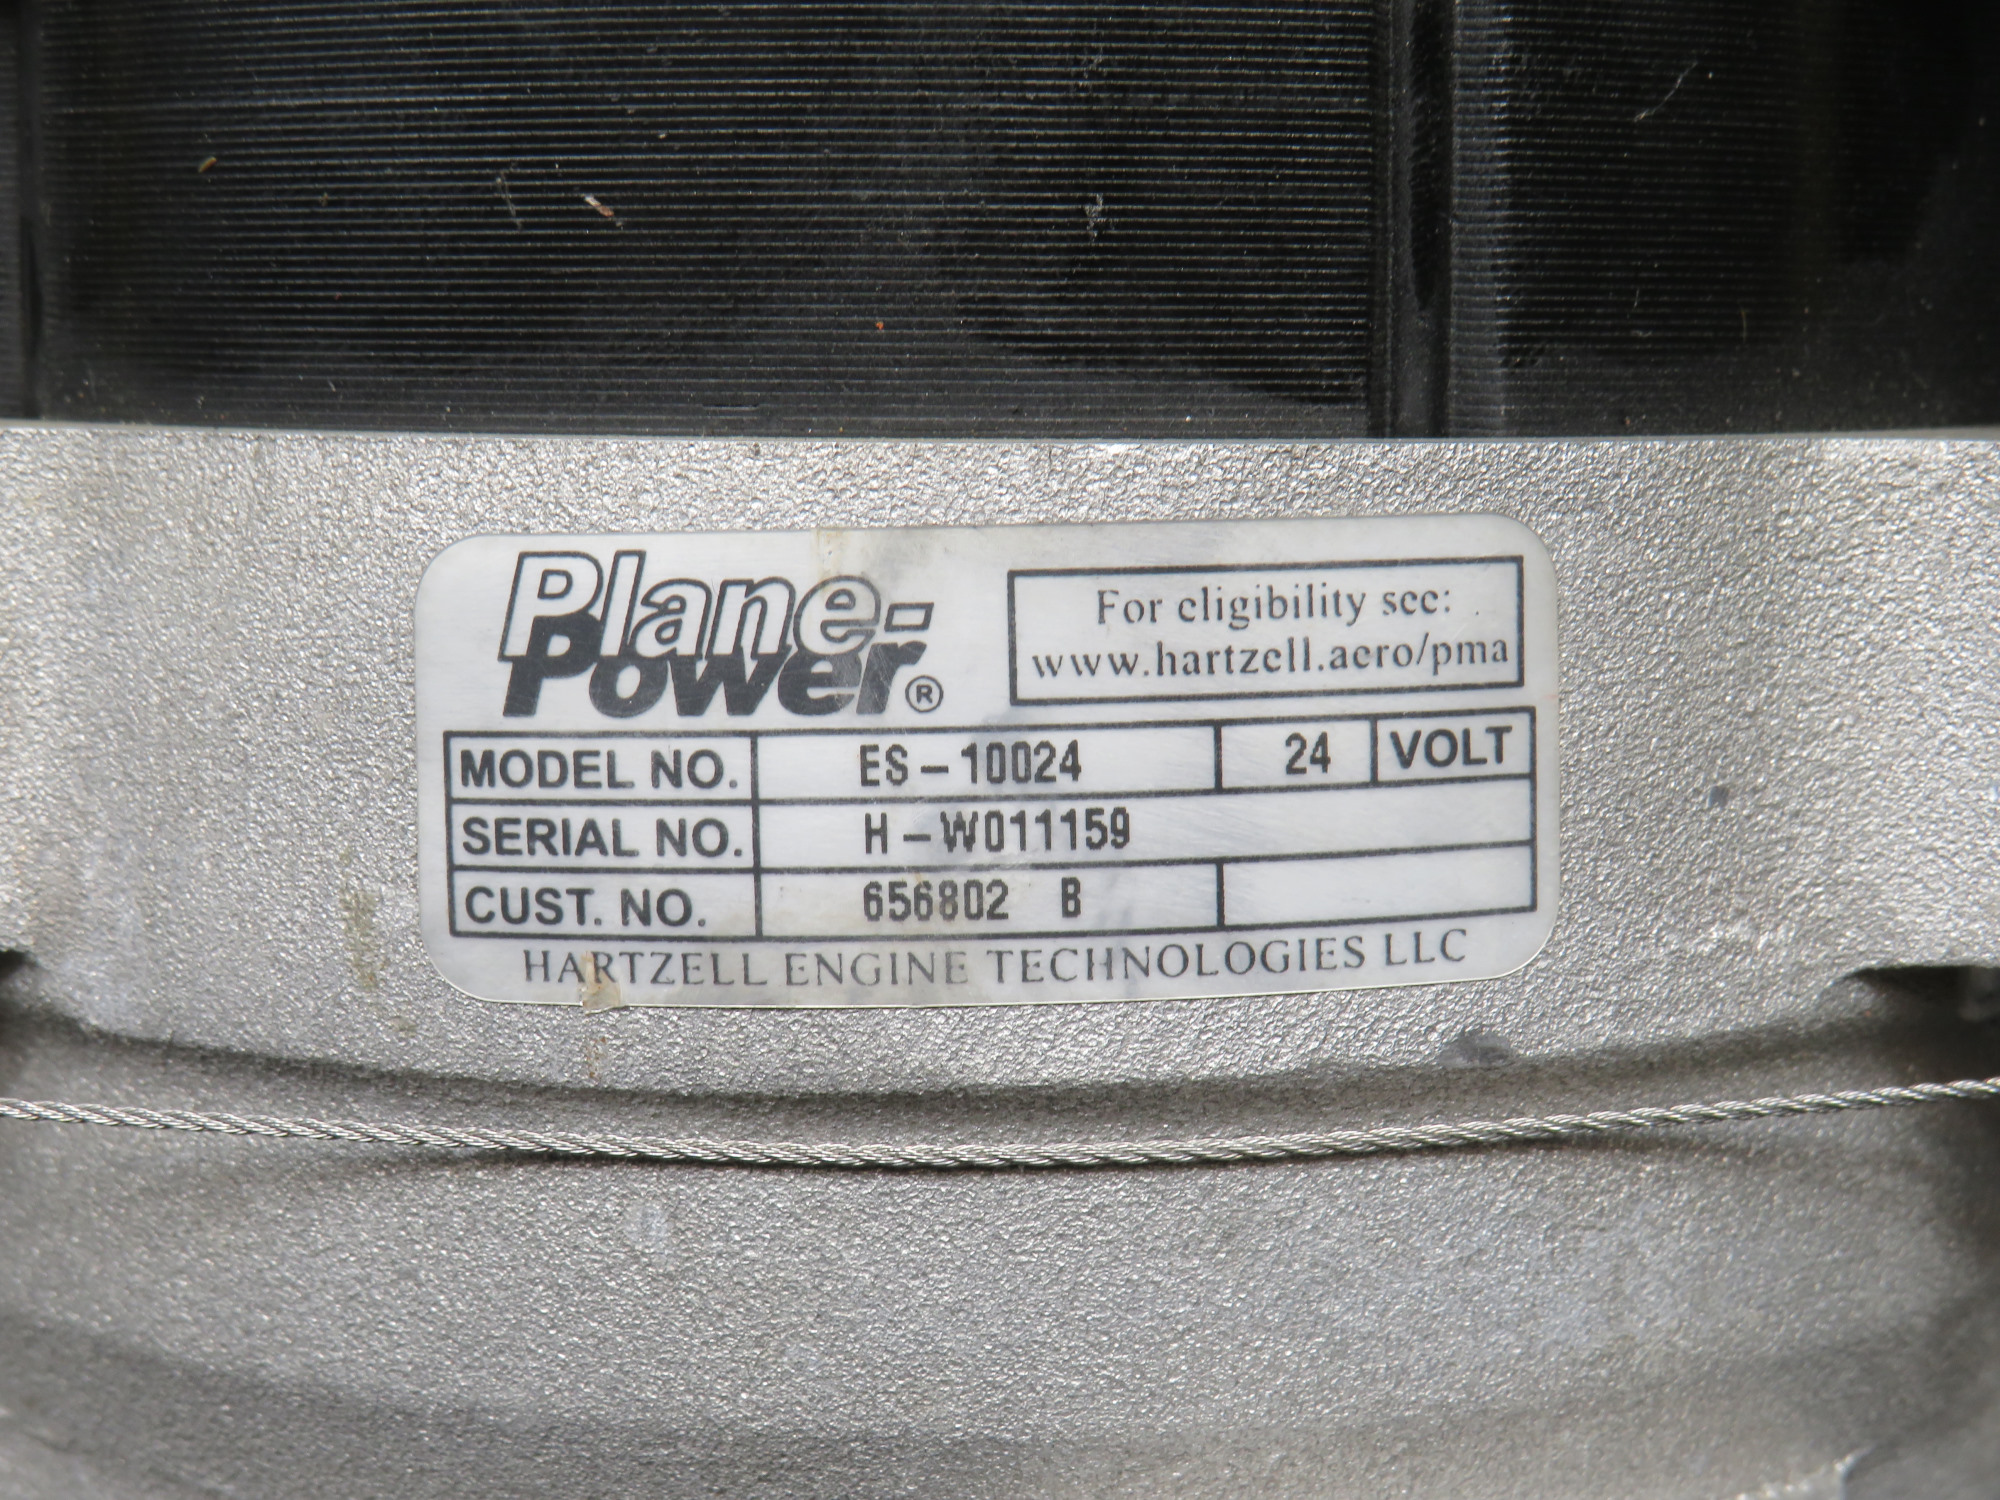 Plane-
Power®
For eligibility see:
www.hartzell.aero/pma
MODEL NO. ES-10024 24 VOLT
SERIAL NO. H-W011159
CUST. NO. 656802 B
HARTZELL ENGINE TECHNOLOGIES LLC